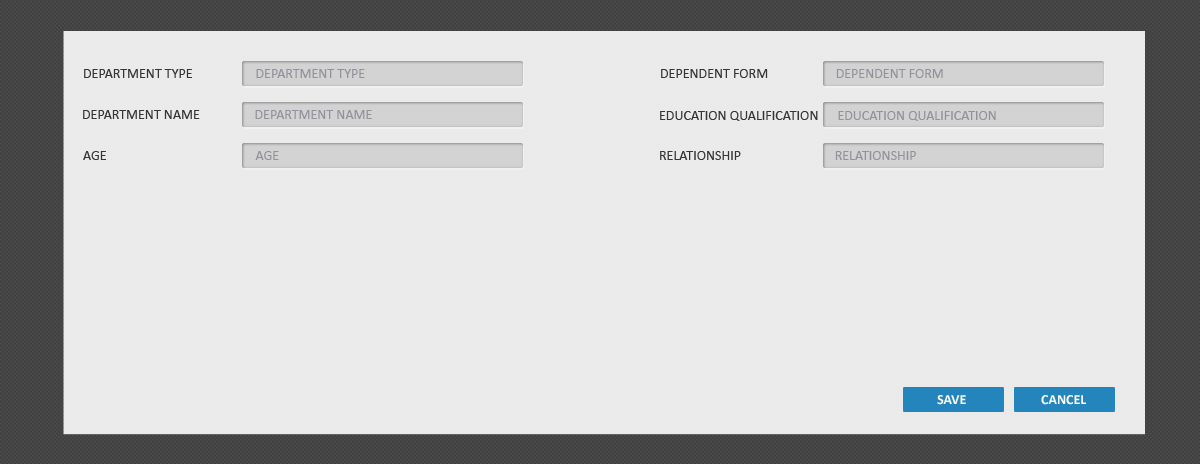 DEPARTMENT TYPE DEPARTMENT TYPE
DEPENDENT FORM DEPENDENT FORM
DEPARTMENT NAME DEPARTMENT NAME
EDUCATION QUALIFICATION EDUCATION QUALIFICATION
AGE AGE
RELATIONSHIP RELATIONSHIP
SAVE CANCEL